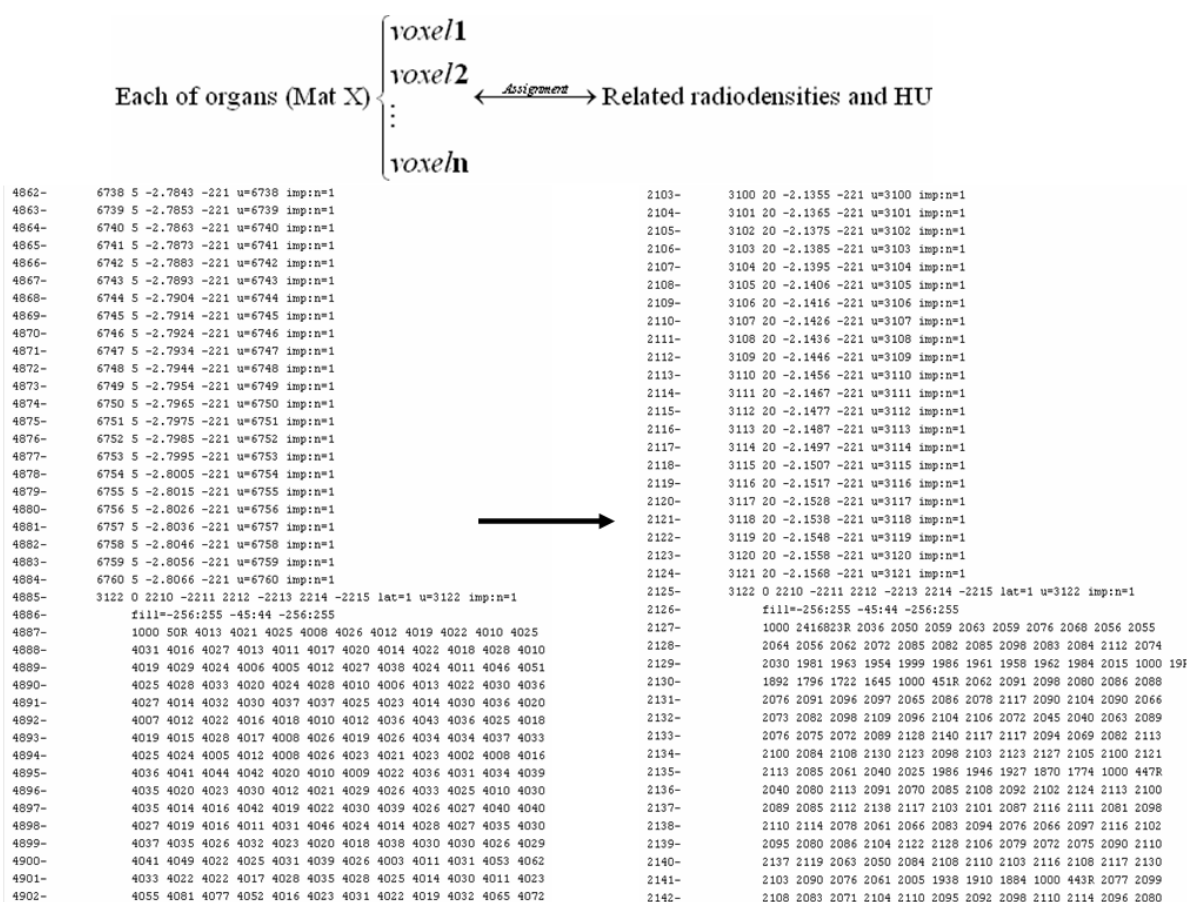 Each of organs (Mat X)
voxel1
voxel2
⋮
voxeln
Assignment
Related radiodensities and HU
4862- 6738 5 -2.7843 -221 u=6738 imp:n=1
4863- 6739 5 -2.7853 -221 u=6739 imp:n=1
4864- 6740 5 -2.7863 -221 u=6740 imp:n=1
4865- 6741 5 -2.7873 -221 u=6741 imp:n=1
4866- 6742 5 -2.7883 -221 u=6742 imp:n=1
4867- 6743 5 -2.7893 -221 u=6743 imp:n=1
4868- 6744 5 -2.7904 -221 u=6744 imp:n=1
4869- 6745 5 -2.7914 -221 u=6745 imp:n=1
4870- 6746 5 -2.7924 -221 u=6746 imp:n=1
4871- 6747 5 -2.7934 -221 u=6747 imp:n=1
4872- 6748 5 -2.7944 -221 u=6748 imp:n=1
4873- 6749 5 -2.7954 -221 u=6749 imp:n=1
4874- 6750 5 -2.7965 -221 u=6750 imp:n=1
4875- 6751 5 -2.7975 -221 u=6751 imp:n=1
4876- 6752 5 -2.7985 -221 u=6752 imp:n=1
4877- 6753 5 -2.7995 -221 u=6753 imp:n=1
4878- 6754 5 -2.8005 -221 u=6754 imp:n=1
4879- 6755 5 -2.8015 -221 u=6755 imp:n=1
4880- 6756 5 -2.8026 -221 u=6756 imp:n=1
4881- 6757 5 -2.8036 -221 u=6757 imp:n=1
4882- 6758 5 -2.8046 -221 u=6758 imp:n=1
4883- 6759 5 -2.8056 -221 u=6759 imp:n=1
4884- 6760 5 -2.8066 -221 u=6760 imp:n=1
4885- 3122 0 2210 -2211 2212 -2213 2214 -2215 lat=1 u=3122 imp:n=1
4886- fill=-256:255 -45:44 -256:255
4887- 1000 50R 4013 4021 4025 4008 4026 4012 4019 4022 4010 4025
4888- 4031 4016 4027 4013 4011 4017 4020 4014 4022 4018 4028 4010
4889- 4019 4029 4024 4006 4005 4012 4027 4038 4024 4011 4046 4051
4890- 4025 4028 4033 4020 4024 4028 4010 4006 4013 4022 4030 4036
4891- 4027 4014 4032 4030 4037 4037 4025 4023 4014 4030 4036 4020
4892- 4007 4012 4022 4016 4018 4010 4012 4036 4043 4036 4025 4018
4893- 4019 4015 4028 4017 4008 4026 4019 4026 4034 4034 4037 4033
4894- 4025 4024 4005 4012 4008 4026 4023 4021 4023 4002 4008 4016
4895- 4036 4041 4044 4042 4020 4010 4009 4022 4036 4031 4034 4039
4896- 4035 4020 4023 4030 4012 4021 4029 4026 4033 4025 4010 4030
4897- 4035 4014 4016 4042 4019 4022 4030 4039 4026 4027 4040 4040
4898- 4027 4019 4016 4011 4031 4046 4024 4014 4028 4027 4035 4030
4899- 4037 4035 4026 4032 4023 4020 4018 4038 4030 4030 4026 4029
4900- 4041 4049 4022 4025 4031 4039 4026 4003 4011 4031 4053 4062
4901- 4033 4022 4022 4017 4028 4035 4028 4025 4014 4030 4011 4023
4902- 4055 4081 4077 4052 4016 4023 4031 4022 4019 4032 4065 4072
2103- 3100 20 -2.1355 -221 u=3100 imp:n=1
2104- 3101 20 -2.1365 -221 u=3101 imp:n=1
2105- 3102 20 -2.1375 -221 u=3102 imp:n=1
2106- 3103 20 -2.1385 -221 u=3103 imp:n=1
2107- 3104 20 -2.1395 -221 u=3104 imp:n=1
2108- 3105 20 -2.1406 -221 u=3105 imp:n=1
2109- 3106 20 -2.1416 -221 u=3106 imp:n=1
2110- 3107 20 -2.1426 -221 u=3107 imp:n=1
2111- 3108 20 -2.1436 -221 u=3108 imp:n=1
2112- 3109 20 -2.1446 -221 u=3109 imp:n=1
2113- 3110 20 -2.1456 -221 u=3110 imp:n=1
2114- 3111 20 -2.1467 -221 u=3111 imp:n=1
2115- 3112 20 -2.1477 -221 u=3112 imp:n=1
2116- 3113 20 -2.1487 -221 u=3113 imp:n=1
2117- 3114 20 -2.1497 -221 u=3114 imp:n=1
2118- 3115 20 -2.1507 -221 u=3115 imp:n=1
2119- 3116 20 -2.1517 -221 u=3116 imp:n=1
2120- 3117 20 -2.1528 -221 u=3117 imp:n=1
2121- 3118 20 -2.1538 -221 u=3118 imp:n=1
2122- 3119 20 -2.1548 -221 u=3119 imp:n=1
2123- 3120 20 -2.1558 -221 u=3120 imp:n=1
2124- 3121 20 -2.1568 -221 u=3121 imp:n=1
2125- 3122 0 2210 -2211 2212 -2213 2214 -2215 lat=1 u=3122 imp:n=1
2126- fill=-256:255 -45:44 -256:255
2127- 1000 2416823R 2036 2050 2059 2063 2059 2076 2068 2056 2055
2128- 2064 2056 2062 2072 2085 2082 2085 2098 2083 2084 2112 2074
2129- 2030 1981 1963 1954 1999 1986 1961 1958 1962 1984 2015 1000 19R
2130- 1892 1796 1722 1645 1000 451R 2062 2091 2098 2080 2086 2088
2131- 2076 2091 2096 2097 2065 2086 2078 2117 2090 2104 2090 2066
2132- 2073 2082 2098 2109 2096 2104 2106 2072 2045 2040 2063 2089
2133- 2076 2075 2072 2089 2128 2140 2117 2117 2094 2069 2082 2113
2134- 2100 2084 2108 2130 2123 2098 2103 2123 2127 2105 2100 2121
2135- 2113 2085 2061 2040 2025 1986 1946 1927 1870 1774 1000 447R
2136- 2040 2080 2113 2091 2070 2085 2108 2092 2102 2124 2113 2100
2137- 2089 2085 2112 2138 2117 2103 2101 2087 2116 2111 2081 2098
2138- 2110 2114 2078 2061 2066 2083 2094 2076 2066 2097 2116 2102
2139- 2095 2080 2086 2104 2122 2128 2106 2079 2072 2075 2090 2110
2140- 2137 2119 2063 2050 2084 2108 2110 2103 2116 2108 2117 2130
2141- 2103 2090 2076 2061 2005 1938 1910 1884 1000 443R 2077 2099
2142- 2108 2083 2071 2104 2110 2095 2092 2098 2110 2114 2096 2080